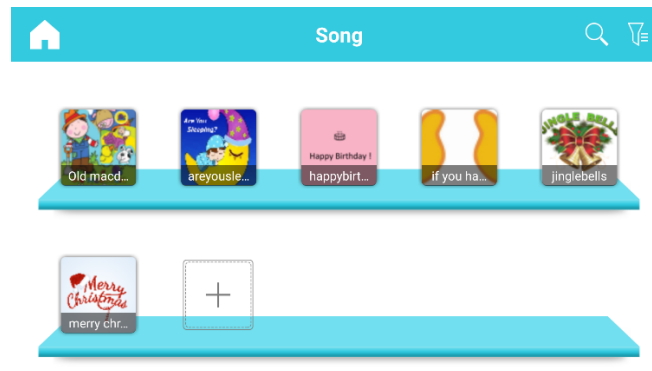 Song
Are You
Sleeping?
Happy Birthday !
JINGLE BELLS
Old macd...
areyousle...
happybirt...
if you ha...
jinglebells
Merry
Christmas
merry chr...